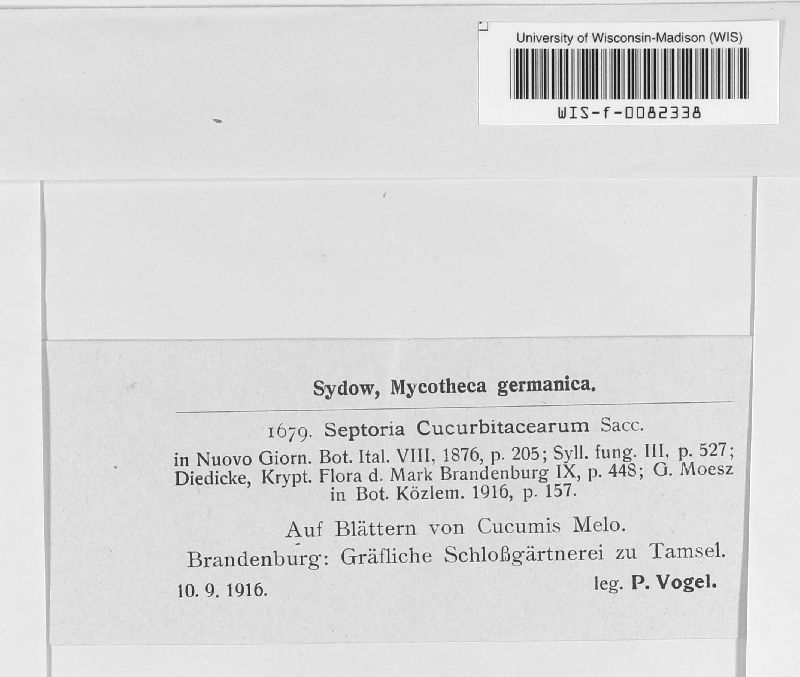 University of Wisconsin-Madison (WIS)
WIS-f-0082338
Sydow, Mycotheca germanica.
1679. Septoria Cucurbitacearum Sacc.
in Nuovo Giorn. Bot. Ital. VIII, 1876, p. 205; Syll. fung. III, p. 527;
Diedicke, Krypt. Flora d. Mark Brandenburg IX, p. 448; G. Moesz
in Bot. Közlem. 1916, p. 157.
Auf Blättern von Cucumis Melo.
Brandenburg: Gräfliche Schloßgärtnerei zu Tamsel.
10. 9. 1916. leg. P. Vogel.